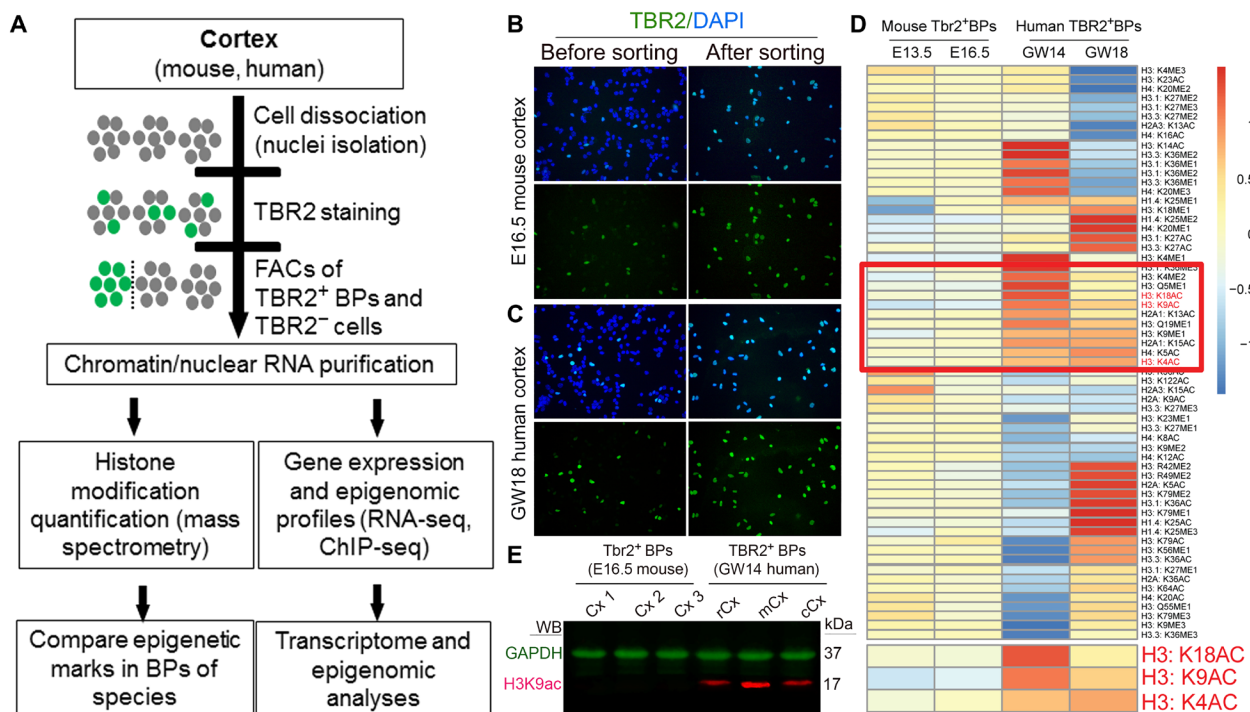 A
Cortex
(mouse, human)
Cell dissociation
(nuclei isolation)
TBR2 staining
FACs of
TBR2+ BPs and
TBR2− cells
Chromatin/nuclear RNA purification
Histone
modification
quantification (mass
spectrometry)
Gene expression
and epigenomic
profiles (RNA-seq,
ChIP-seq)
Compare epigenetic
marks in BPs of
species
Transcriptome and
epigenomic
analyses
B
TBR2/DAPI
Before sorting
After sorting
E16.5 mouse cortex
C
GW18 human cortex
E
Tbr2+ BPs
(E16.5 mouse)
TBR2+ BPs
(GW14 human)
Cx 1
Cx 2
Cx 3
rCx
mCx
cCx
WB
kDa
GAPDH
37
H3K9ac
17
D
Mouse Tbr2+BPs
Human TBR2+BPs
E13.5
E16.5
GW14
GW18
H3: K4ME3
H3: K23AC
H4: K20ME2
H3.1: K27ME2
H3.1: K27ME3
H3.3: K27ME2
H2A3: K13AC
H4: K16AC
H3: K14AC
H3.3: K36ME2
H3.1: K36ME1
H3.1: K36ME2
H3.3: K36ME1
H4: K20ME3
H1.4: K25ME1
H3: K18ME1
H1.4: K25ME2
H4: K20ME1
H3.1: K27AC
H3.3: K27AC
H3: K4ME1
H3.1: K36ME3
H3: K4ME2
H3: Q5ME1
H3: K18AC
H3: K9AC
H2A1: K13AC
H3: Q19ME1
H3: K9ME1
H2A1: K15AC
H4: K5AC
H3: K4AC
H3: K122AC
H2A3: K15AC
H2A: K9AC
H3.3: K27ME3
H3: K23ME1
H3.3: K27ME1
H4: K8AC
H3: K9ME2
H4: K12AC
H3: R42ME2
H3: R49ME2
H2A: K5AC
H3: K79ME2
H3.1: K36AC
H3: K79ME1
H1.4: K25AC
H1.4: K25ME3
H3: K79AC
H3: K56ME1
H3.3: K36AC
H3.1: K27ME1
H2A: K36AC
H3: K64AC
H4: K20AC
H3: Q55ME1
H3: K79ME3
H3: K9ME3
H3.3: K36ME3
1
0.5
0
−0.5
−1
H3: K18AC
H3: K9AC
H3: K4AC